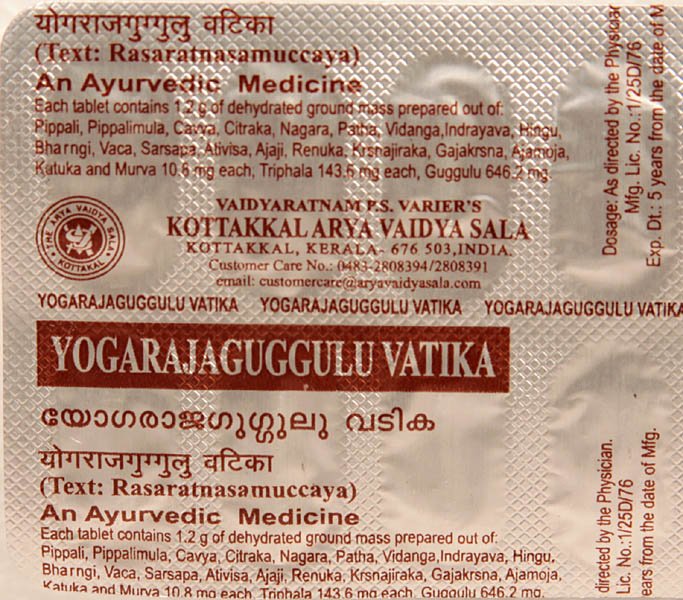 योगराजगुग्गुलु वटिका
(Text: Rasaratnasamuccaya)
An Ayurvedic Medicine
Each tablet contains 1.2 g of dehydrated ground mass prepared out of:
Pippali, Pippalimula, Cavya, Citraka, Nagara, Patha, Vidanga,Indrayava, Hingu,
Bharngi, Vaca, Sarsapa, Ativisa, Ajaji, Renuka, Krsnajiraka, Gajakrsna, Ajamoja,
Katuka and Murva 10.8 mg each, Triphala 143.6 mg each, Guggulu 646.2 mg.
THE ARYA VAIDYA SALA
KOTTAKKAL
VAIDYARATNAM P.S. VARIER'S
KOTTAKKAL ARYA VAIDYA SALA
KOTTAKKAL, KERALA- 676 503,INDIA.
Customer Care No.: 0483-2808394/2808391
email: customercare@aryavaidyasala.com
Dosage: As directed by the Physician
Mfg. Lic. No.:1/25D/76
Exp. Dt.: 5 years from the date of M
YOGARAJAGUGGULU VATIKA YOGARAJAGUGGULU VATIKA YOGARAJAGUGGULU VATIKA
YOGARAJAGUGGULU VATIKA
യോഗരാജഗുഗ്ഗുലു വടിക
योगराजगुग्गुलु वटिका
(Text: Rasaratnasamuccaya)
An Ayurvedic Medicine
Each tablet contains 1.2 g of dehydrated ground mass prepared out of:
Pippali, Pippalimula, Cavya, Citraka, Nagara, Patha, Vidanga,Indrayava, Hingu,
Bharngi, Vaca, Sarsapa, Ativisa, Ajaji, Renuka, Krsnajiraka, Gajakrsna, Ajamoja,
Katuka and Murva 10.8 mg each, Triphala 143.6 mg each, Guggulu 646.2 mg.
directed by the Physician.
Lic. No.:1/25D/76
ears from the date of Mfg.